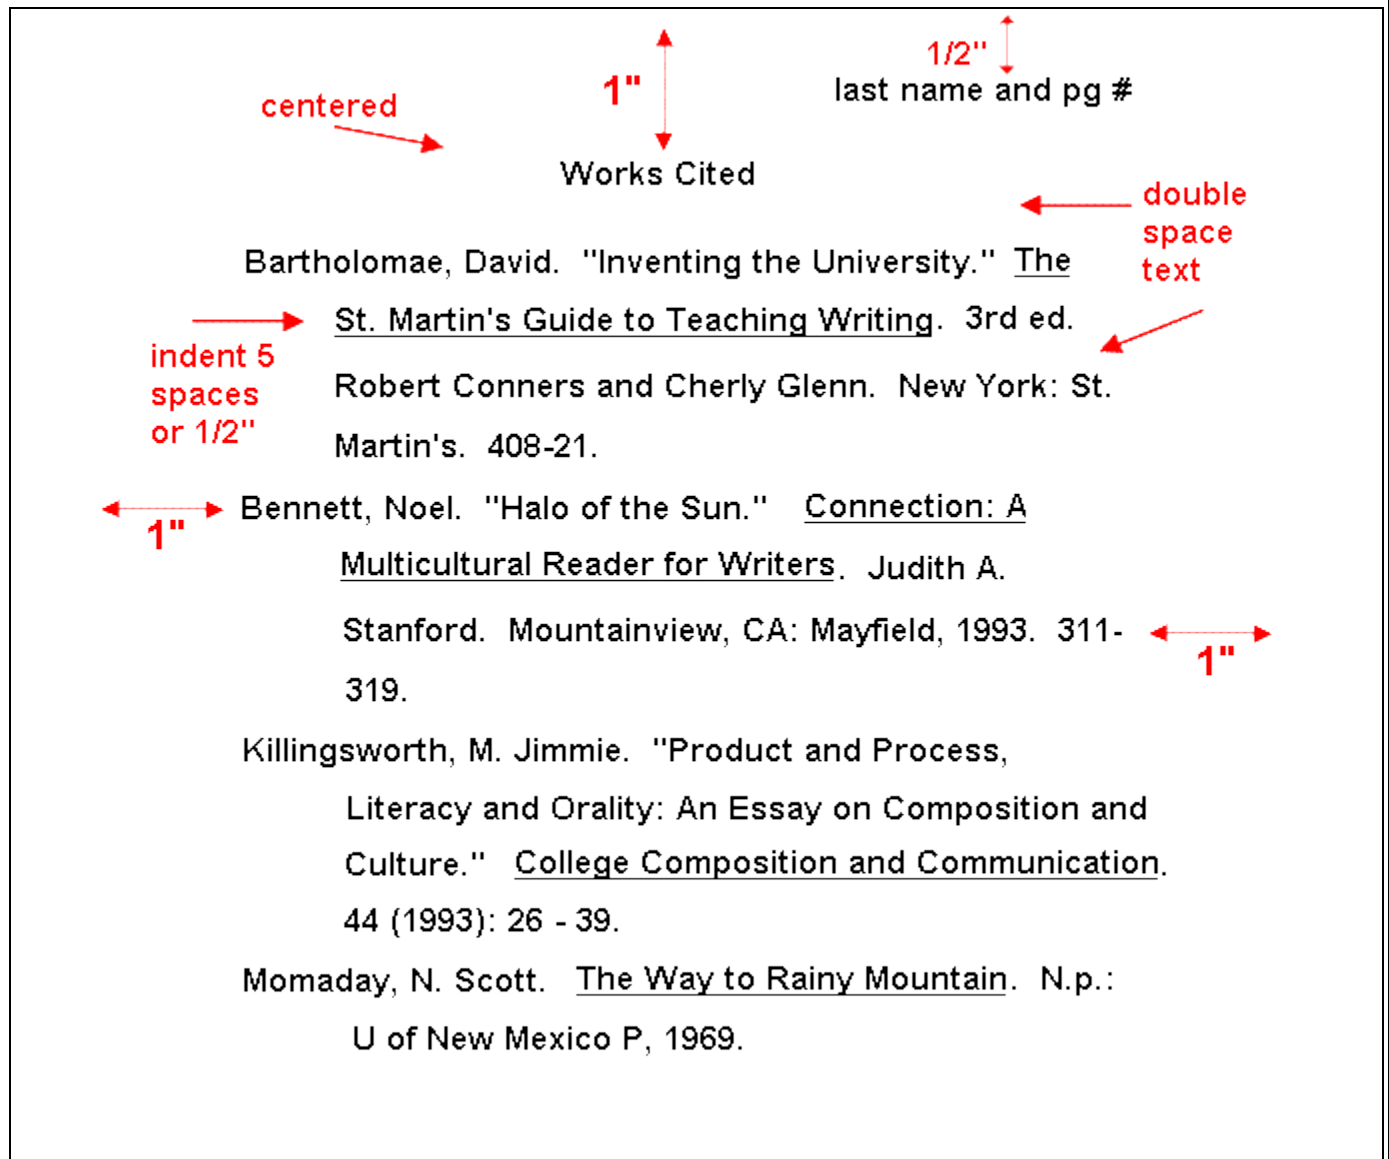 1/2"
1"
last name and pg #
centered
Works Cited
double
space
text
Bartholomae, David.  "Inventing the University."  The
St. Martin's Guide to Teaching Writing.  3rd ed.
indent 5
spaces
or 1/2"
Robert Conners and Cherly Glenn.  New York: St.
Martin's.  408-21.
Bennett, Noel.  "Halo of the Sun."  Connection: A
1"
Multicultural Reader for Writers.  Judith A.
Stanford.  Mountainview, CA: Mayfield, 1993.  311-
1"
319.
Killingsworth, M. Jimmie.  "Product and Process,
Literacy and Orality: An Essay on Composition and
Culture."  College Composition and Communication.
44 (1993): 26 - 39.
Momaday, N. Scott.  The Way to Rainy Mountain.  N.p.:
U of New Mexico P, 1969.